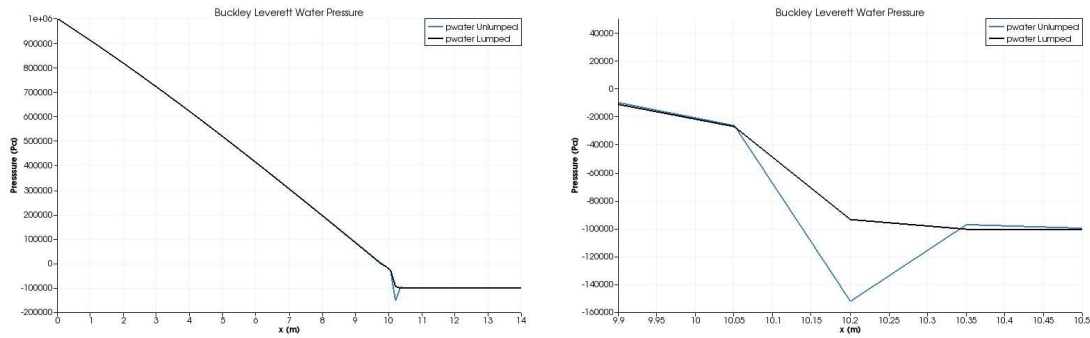 Buckley Leverett Water Pressure
pwater Unlumped
pwater Lumped
1e+06
900000
800000
700000
600000
500000
400000
300000
200000
100000
0
-100000
-200000
Presssure (Pa)
0 1 2 3 4 5 6 7 8 9 10 11 12 13 14
x (m)
Buckley Leverett Water Pressure
pwater Unlumped
pwater Lumped
40000
20000
0
-20000
-40000
-60000
-80000
-100000
-120000
-140000
-160000
Presssure (Pa)
9.9 9.95 10 10.05 10.1 10.15 10.2 10.25 10.3 10.35 10.4 10.45 10.5
x (m)